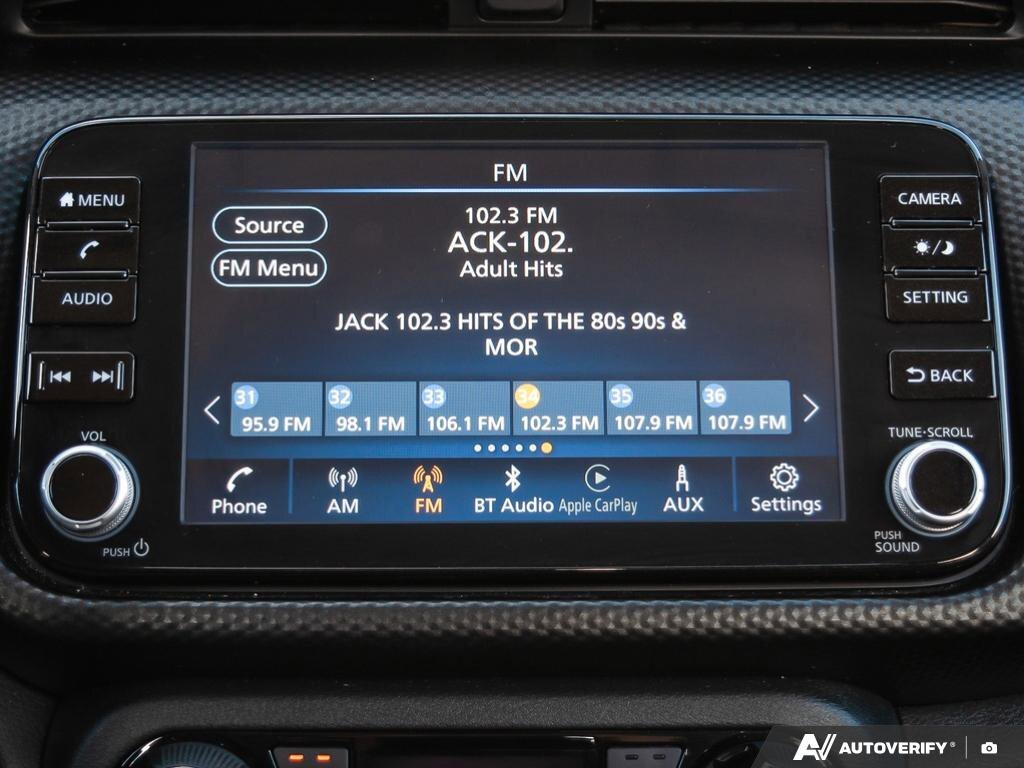 FM
MENU
AUDIO
VOL
PUSH
Source
FM Menu
102.3 FM
ACK-102.
Adult Hits
JACK 102.3 HITS OF THE 80s 90s &
MOR
31 32 33 34 35 36
95.9 FM 98.1 FM 106.1 FM 102.3 FM 107.9 FM 107.9 FM
Phone AM FM BT Audio Apple CarPlay AUX Settings
CAMERA
SETTING
BACK
TUNE·SCROLL
PUSH
SOUND
AUTOVERIFY®